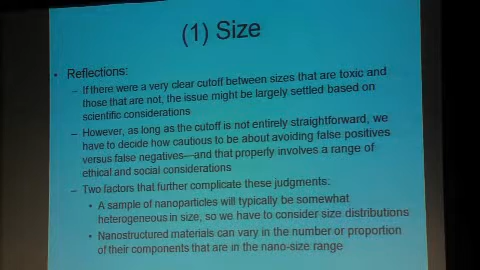 (1) Size
• Reflections:
– If there were a very clear cutoff between sizes that are toxic and
those that are not, the issue might be largely settled based on
scientific considerations
– However, as long as the cutoff is not entirely straightforward, we
have to decide how cautious to be about avoiding false positives
versus false negatives—and that properly involves a range of
ethical and social considerations
– Two factors that further complicate these judgments:
• A sample of nanoparticles will typically be somewhat
heterogeneous in size, so we have to consider size distributions
• Nanostructured materials can vary in the number or proportion
of their components that are in the nano-size range